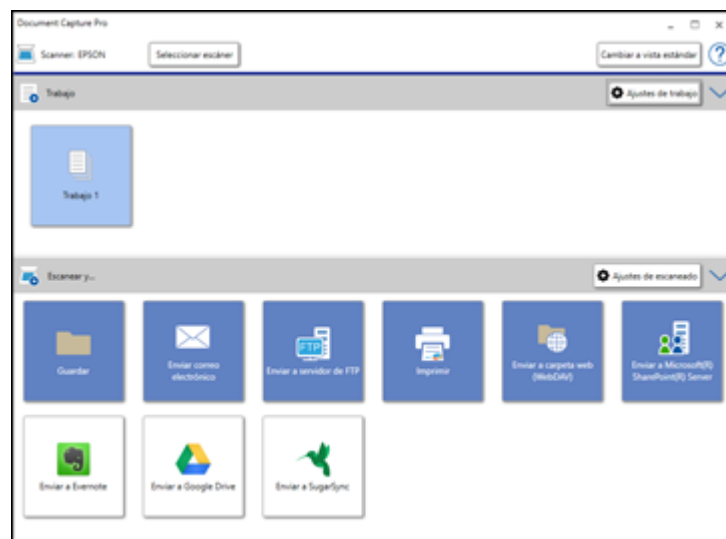 Document Capture Pro
Scanner: EPSON
Seleccionar escáner
Cambiar a vista estándar
?
Trabajo
Ajustes de trabajo
Trabajo 1
Escanear y...
Ajustes de escaneado
Guardar
Enviar correo
electrónico
FTP
Enviar a servidor de FTP
Imprimir
Enviar a carpeta web
(WebDAV)
Enviar a Microsoft(R)
SharePoint(R) Server
Enviar a Evernote
Enviar a Google Drive
Enviar a SugarSync